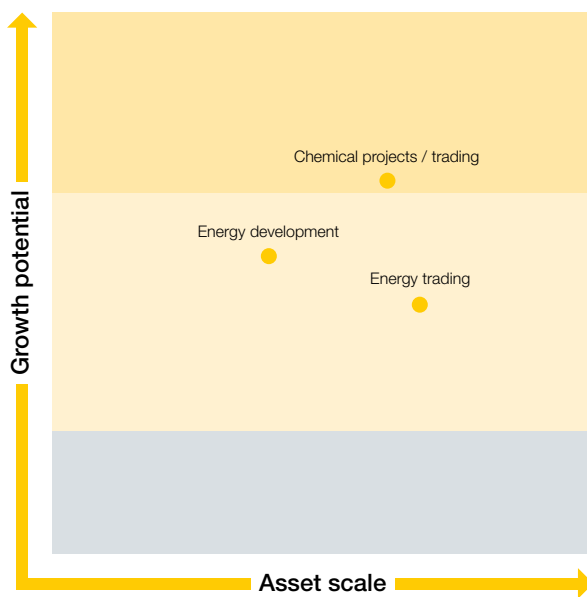 Chemical projects / trading
Energy development
Energy trading
Growth potential
Asset scale